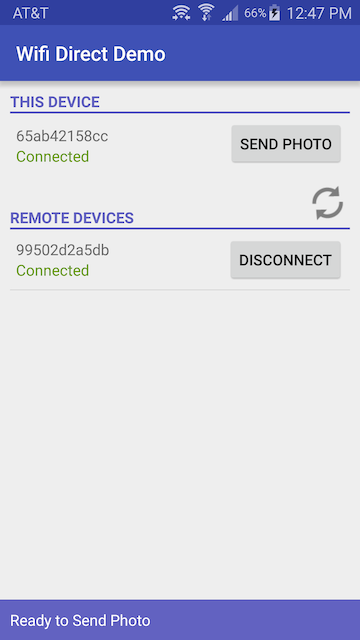 AT&T 66% 12:47 PM
Wifi Direct Demo
THIS DEVICE
65ab42158cc
Connected
SEND PHOTO
REMOTE DEVICES
99502d2a5db
Connected
DISCONNECT
Ready to Send Photo